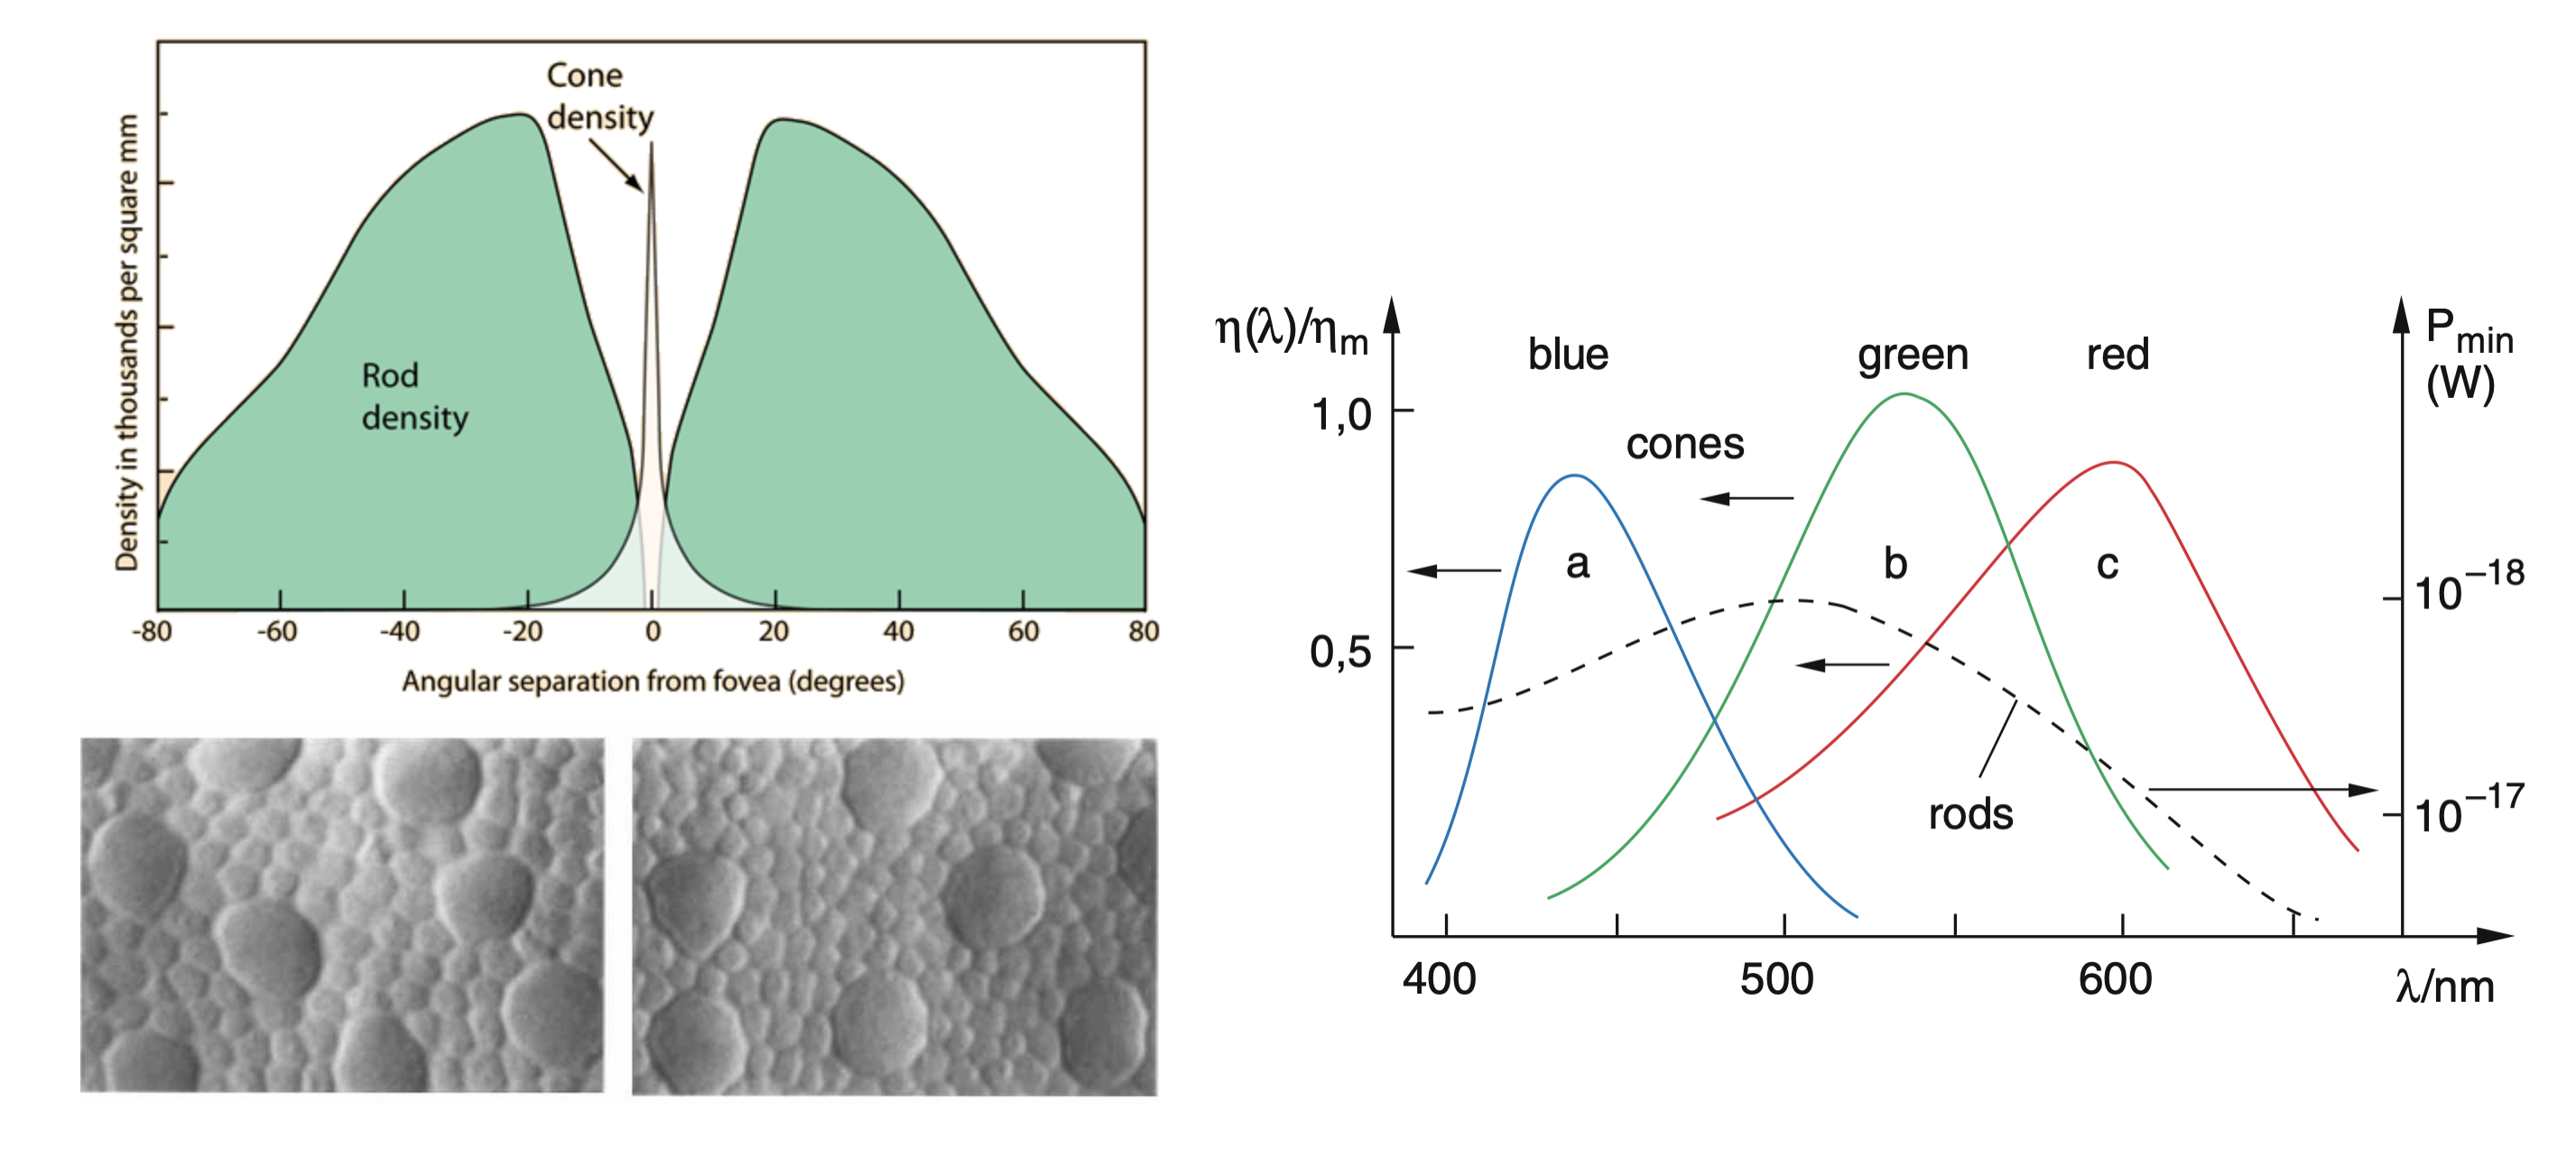 Cone
density
Density in thousands per square mm
Rod
density
-80 -60 -40 -20 0 20 40 60 80
Angular separation from fovea (degrees)
η(λ)/ηm
blue green red
Pmin
(W)
1,0
cones
a b c
10⁻¹⁸
0,5
rods
10⁻¹⁷
400 500 600 λ/nm